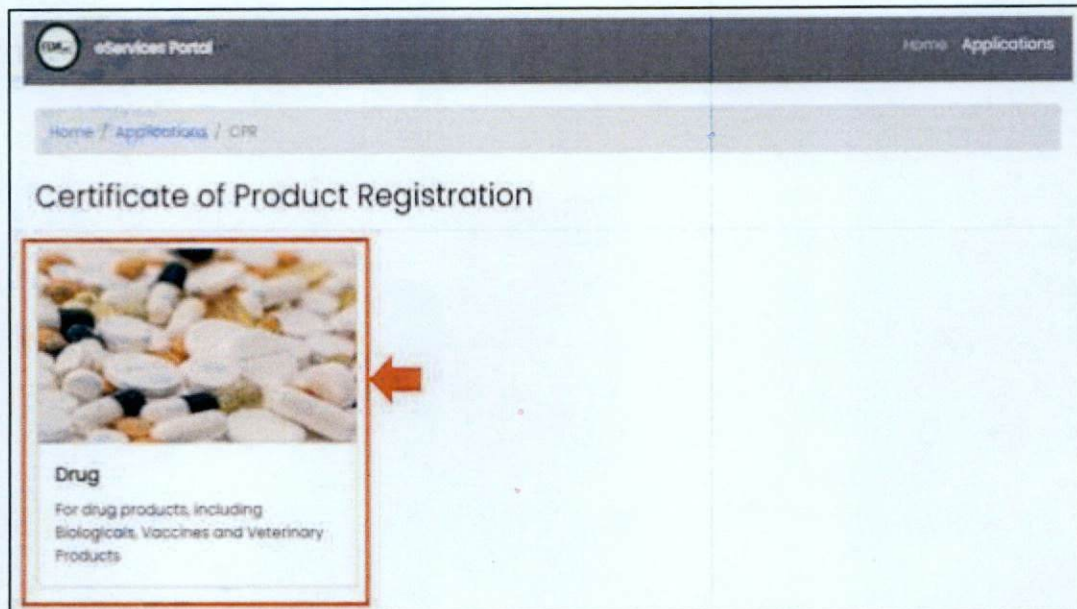 eServices Portal
Home Applications
Home / Applications / CPR
Certificate of Product Registration
Drug
For drug products, including
Biologicals, Vaccines and Veterinary
Products